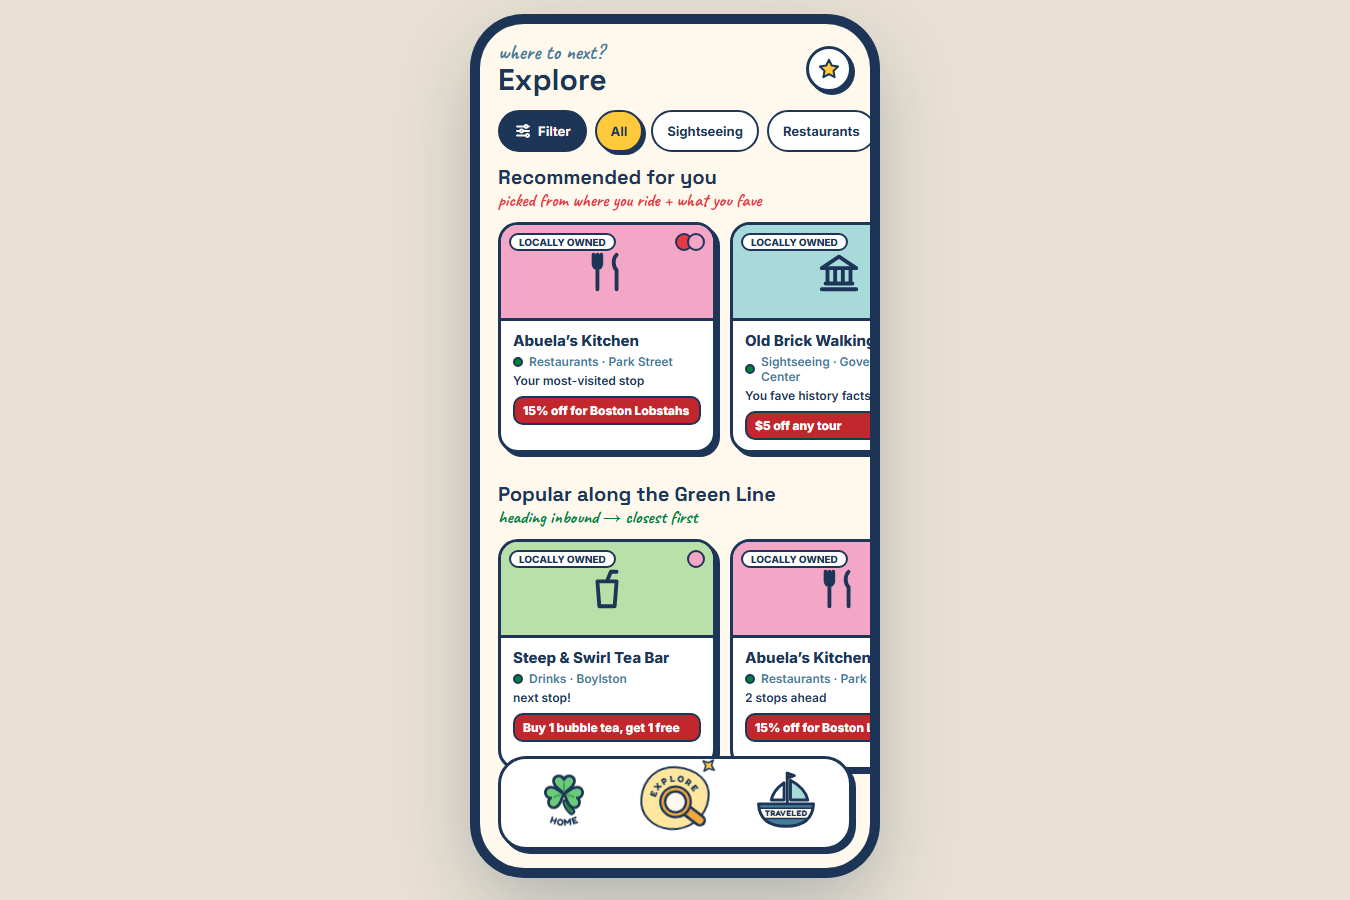 where to next?
Explore
Filter
All
Sightseeing
Restaurants
Recommended for you
picked from where you ride + what you fave
LOCALLY OWNED
Abuela's Kitchen
Restaurants · Park Street
Your most-visited stop
15% off for Boston Lobstahs
LOCALLY OWNED
Old Brick Walking
Sightseeing · Gove
Center
You fave history facts
$5 off any tour
Popular along the Green Line
heading inbound → closest first
LOCALLY OWNED
Steep & Swirl Tea Bar
Drinks · Boylston
next stop!
Buy 1 bubble tea, get 1 free
LOCALLY OWNED
Abuela's Kitchen
Restaurants · Park
2 stops ahead
15% off for Boston L
HOME
EXPLORE
TRAVELED